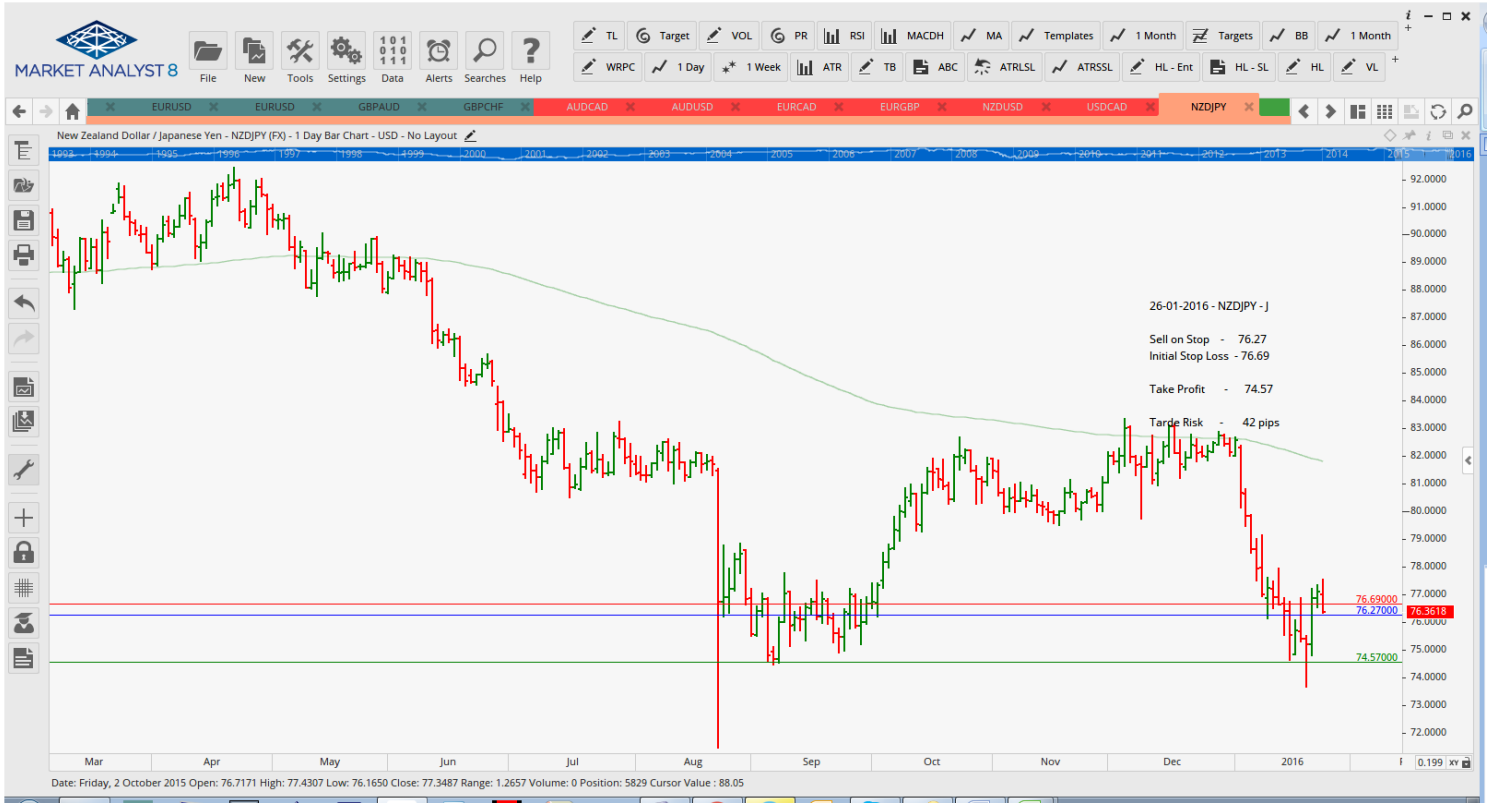 MARKET ANALYST 8
File New Tools Settings Data Alerts Searches Help
TL Target VOL PR RSI MACDH MA Templates 1 Month Targets BB 1 Month
WRPC 1 Day 1 Week ATR TB ABC ATRLSL ATRSSL HL - Ent HL - SL HL VL
EURUSD EURUSD GBPAUD GBPCHF AUDCAD AUDUSD EURCAD EURGBP NZDUSD USDCAD NZDJPY
New Zealand Dollar / Japanese Yen - NZDJPY (FX) - 1 Day Bar Chart - USD - No Layout
1993 1994 1995 1996 1997 1998 1999 2000 2001 2002 2003 2004 2005 2006 2007 2008 2009 2010 2011 2012 2013 2014 2015 2016
92.0000
91.0000
90.0000
89.0000
88.0000
87.0000
86.0000
85.0000
84.0000
83.0000
82.0000
81.0000
80.0000
79.0000
78.0000
77.0000
76.3618
76.0000
75.0000
74.0000
73.0000
72.0000
26-01-2016 - NZDJPY - J
Sell on Stop - 76.27
Initial Stop Loss - 76.69
Take Profit - 74.57
Tarde Risk - 42 pips
76.69000
76.27000
74.57000
Mar Apr May Jun Jul Aug Sep Oct Nov Dec 2016 0.199 XY
Date: Friday, 2 October 2015 Open: 76.7171 High: 77.4307 Low: 76.1650 Close: 77.3487 Range: 1.2657 Volume: 0 Position: 5829 Cursor Value : 88.05